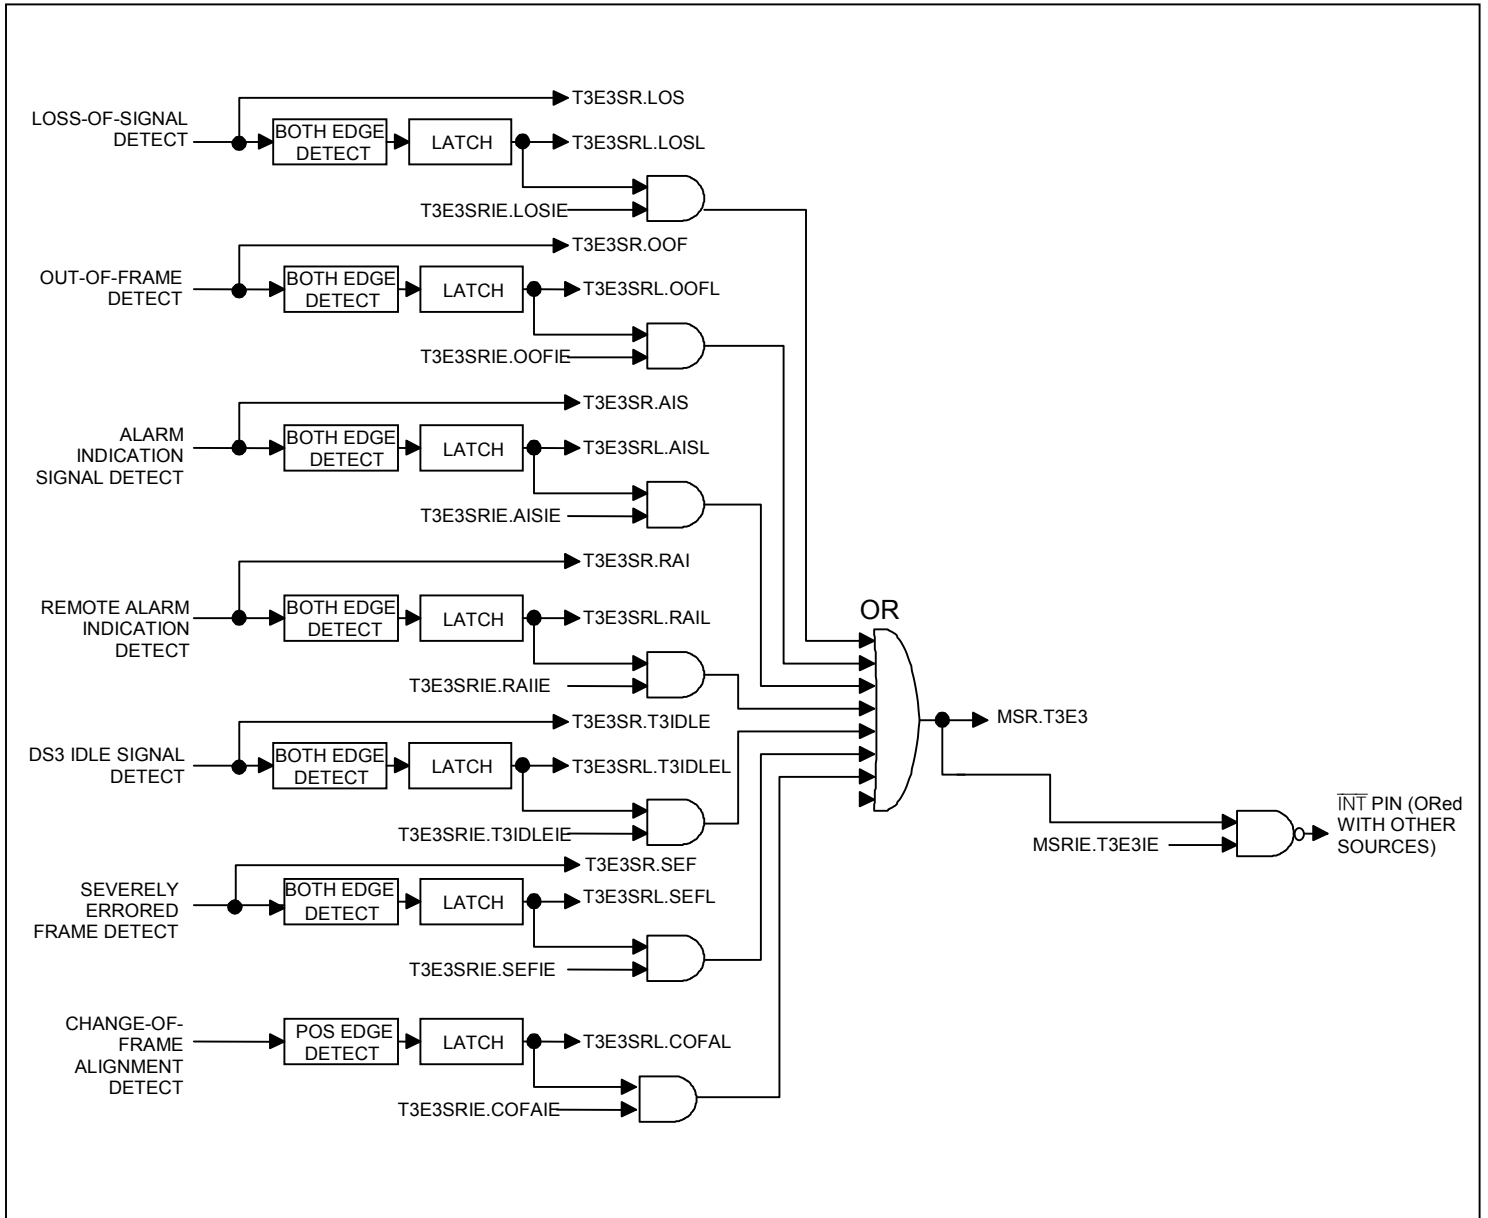 T3E3SR.LOS
LOSS-OF-SIGNAL
DETECT
BOTH EDGE
DETECT
LATCH
T3E3SRL.LOSL
T3E3SRIE.LOSIE
T3E3SR.OOF
OUT-OF-FRAME
DETECT
BOTH EDGE
DETECT
LATCH
T3E3SRL.OOFL
T3E3SRIE.OOFIE
T3E3SR.AIS
ALARM
INDICATION
SIGNAL DETECT
BOTH EDGE
DETECT
LATCH
T3E3SRL.AISL
T3E3SRIE.AISIE
T3E3SR.RAI
REMOTE ALARM
INDICATION
DETECT
BOTH EDGE
DETECT
LATCH
T3E3SRL.RAIL
T3E3SRIE.RAIIE
OR
MSR.T3E3
T3E3SR.T3IDLE
DS3 IDLE SIGNAL
DETECT
BOTH EDGE
DETECT
LATCH
T3E3SRL.T3IDLEL
T3E3SRIE.T3IDLEIE
MSRIE.T3E3IE
INT PIN (ORed
WITH OTHER
SOURCES)
T3E3SR.SEF
SEVERELY
ERRORED
FRAME DETECT
BOTH EDGE
DETECT
LATCH
T3E3SRL.SEFL
T3E3SRIE.SEFIE
CHANGE-OF-
FRAME
ALIGNMENT
DETECT
POS EDGE
DETECT
LATCH
T3E3SRL.COFAL
T3E3SRIE.COFAIE